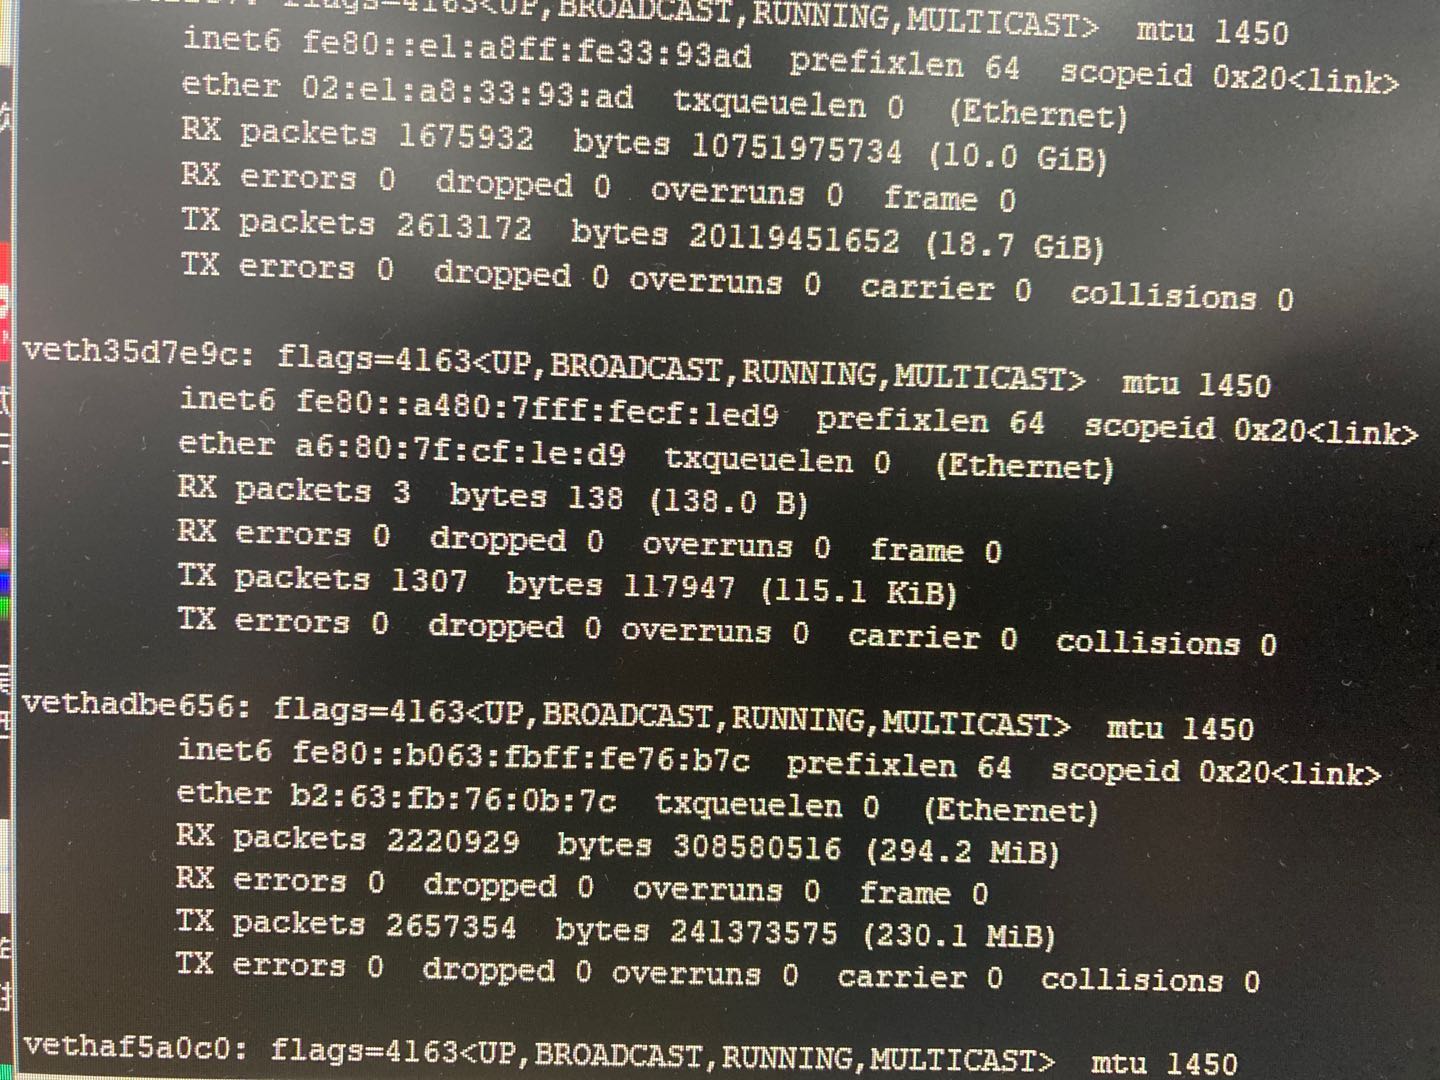 flags=4163<UP,BROADCAST,RUNNING,MULTICAST>  mtu 1450
inet6 fe80::e1:a8ff:fe33:93ad  prefixlen 64  scopeid 0x20<link>
ether 02:e1:a8:33:93:ad  txqueuelen 0  (Ethernet)
RX packets 1675932  bytes 10751975734 (10.0 GiB)
RX errors 0  dropped 0  overruns 0  frame 0
TX packets 2613172  bytes 20119451652 (18.7 GiB)
TX errors 0  dropped 0 overruns 0  carrier 0  collisions 0
veth35d7e9c: flags=4163<UP,BROADCAST,RUNNING,MULTICAST>  mtu 1450
inet6 fe80::a480:7fff:fecf:1ed9  prefixlen 64  scopeid 0x20<link>
ether a6:80:7f:cf:1e:d9  txqueuelen 0  (Ethernet)
RX packets 3  bytes 138 (138.0 B)
RX errors 0  dropped 0  overruns 0  frame 0
TX packets 1307  bytes 117947 (115.1 KiB)
TX errors 0  dropped 0 overruns 0  carrier 0  collisions 0
vethadbe656: flags=4163<UP,BROADCAST,RUNNING,MULTICAST>  mtu 1450
inet6 fe80::b063:fbff:fe76:b7c  prefixlen 64  scopeid 0x20<link>
ether b2:63:fb:76:0b:7c  txqueuelen 0  (Ethernet)
RX packets 2220929  bytes 308580516 (294.2 MiB)
RX errors 0  dropped 0  overruns 0  frame 0
TX packets 2657354  bytes 241373575 (230.1 MiB)
TX errors 0  dropped 0 overruns 0  carrier 0  collisions 0
vethaf5a0c0: flags=4163<UP,BROADCAST,RUNNING,MULTICAST>  mtu 1450